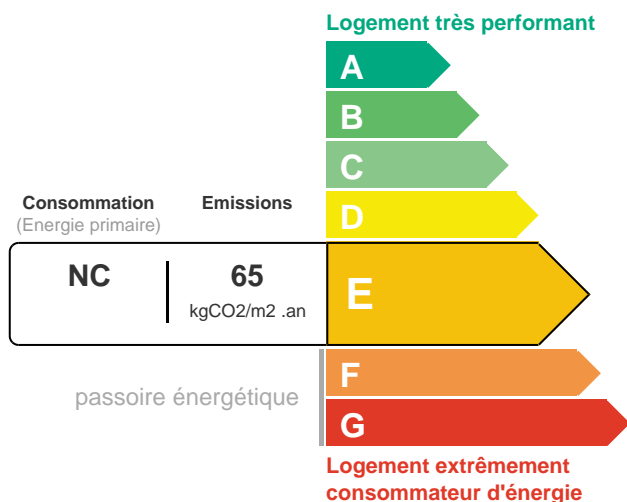 Logement très performant
A
B
C
D
Consommation
(Energie primaire)
Emissions
NC
65
kgCO2/m2 .an
E
F
passoire énergétique
G
Logement extrêmement
consommateur d'énergie